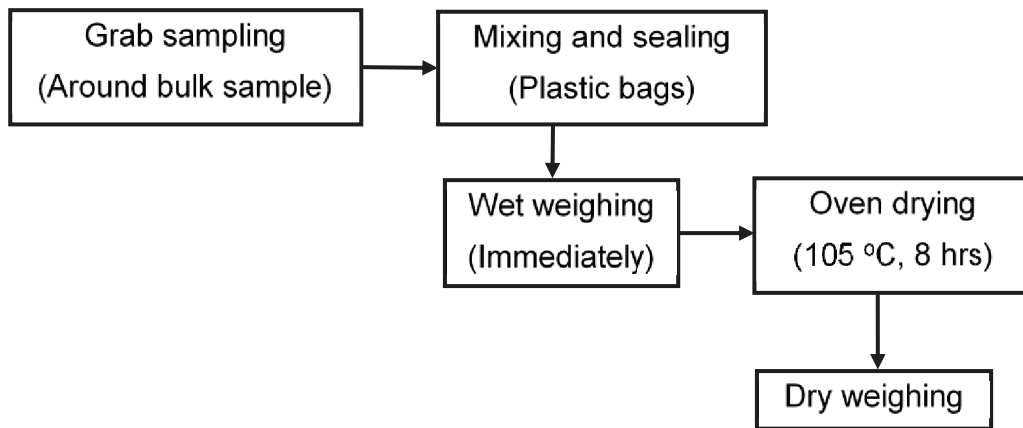 Grab sampling
(Around bulk sample)
Mixing and sealing
(Plastic bags)
Wet weighing
(Immediately)
Oven drying
(105 ºC, 8 hrs)
Dry weighing